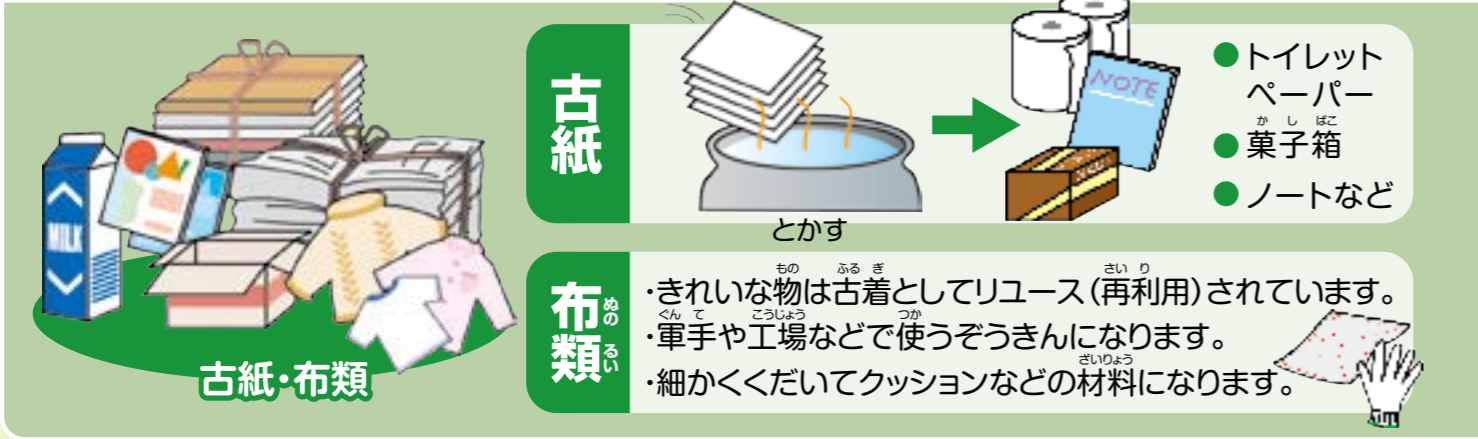 MILK
古紙・布類
古紙
とかす
NOTE
●トイレット
ペーパー
かしばこ
●菓子箱
●ノートなど
布類
ぬの るい
もの ふるぎ さいり
・きれいな物は古着としてリユース(再利用)されています。
ぐんて こうじょう つか
・軍手や工場などで使うぞうきんになります。
ざいりょう
・細かくくだいてクッションなどの材料になります。